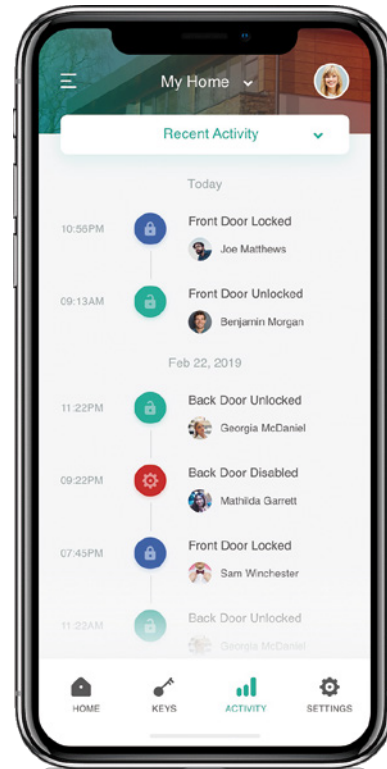 My Home
Recent Activity
Today
10:56PM
Front Door Locked
Joe Matthews
09:13AM
Front Door Unlocked
Benjamin Morgan
Feb 22, 2019
11:22PM
Back Door Unlocked
Georgia McDaniel
09:22PM
Back Door Disabled
Mathilda Garrett
07:45PM
Front Door Locked
Sam Winchester
11:22AM
Back Door Unlocked
Georgia McDaniel
HOME
KEYS
ACTIVITY
SETTINGS